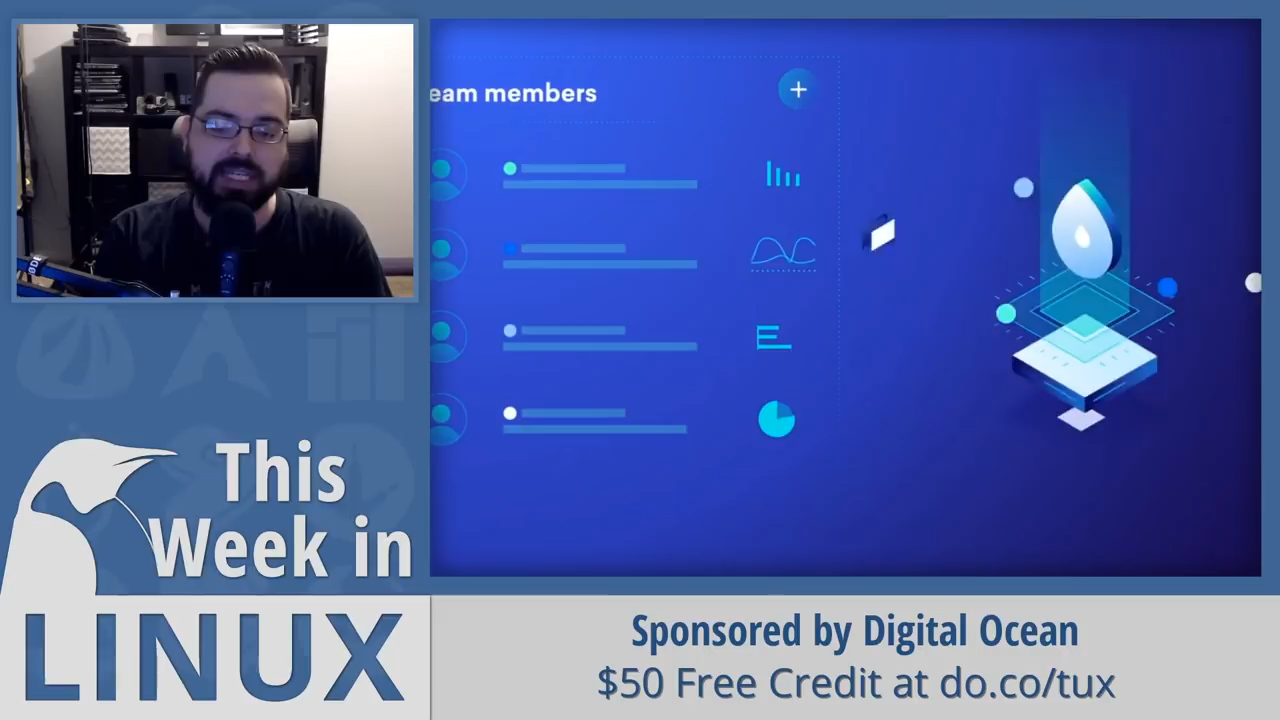 eam members
+
This
Week in
LINUX
Sponsored by Digital Ocean
$50 Free Credit at do.co/tux